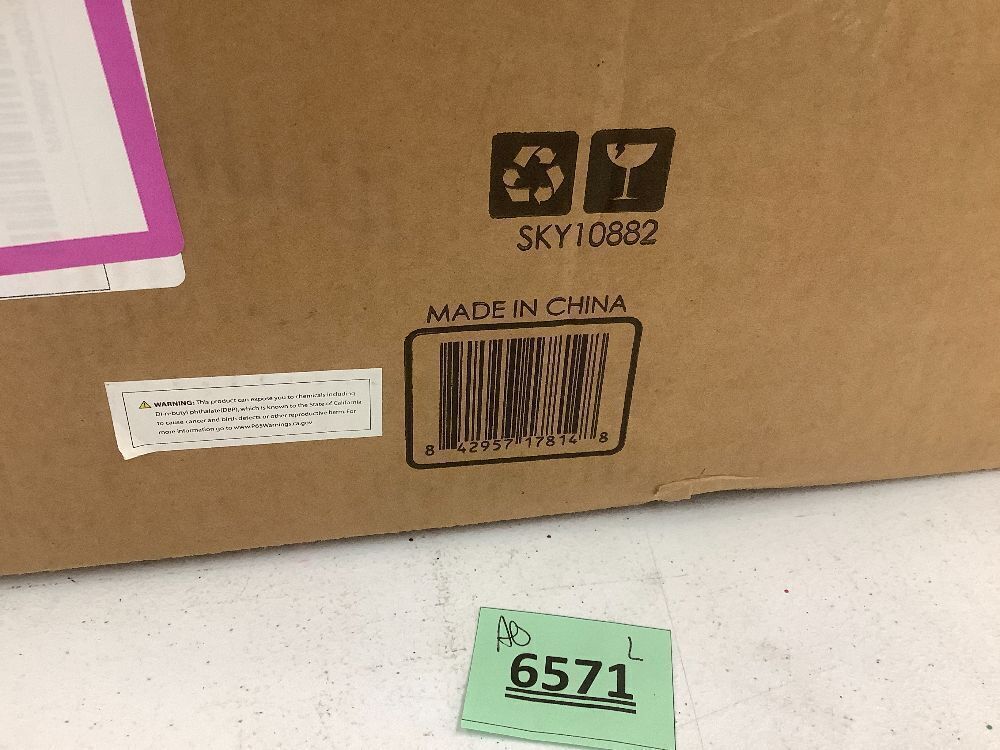 SKY10882
MADE IN CHINA
8 42957 17814 8
⚠ WARNING: This product can expose you to chemicals including
Di-n-butyl phthalate(DBP), which is known to the State of California
to cause cancer and birth defects or other reproductive harm. For
more information go to www.P65Warnings.ca.gov
AB L
6571